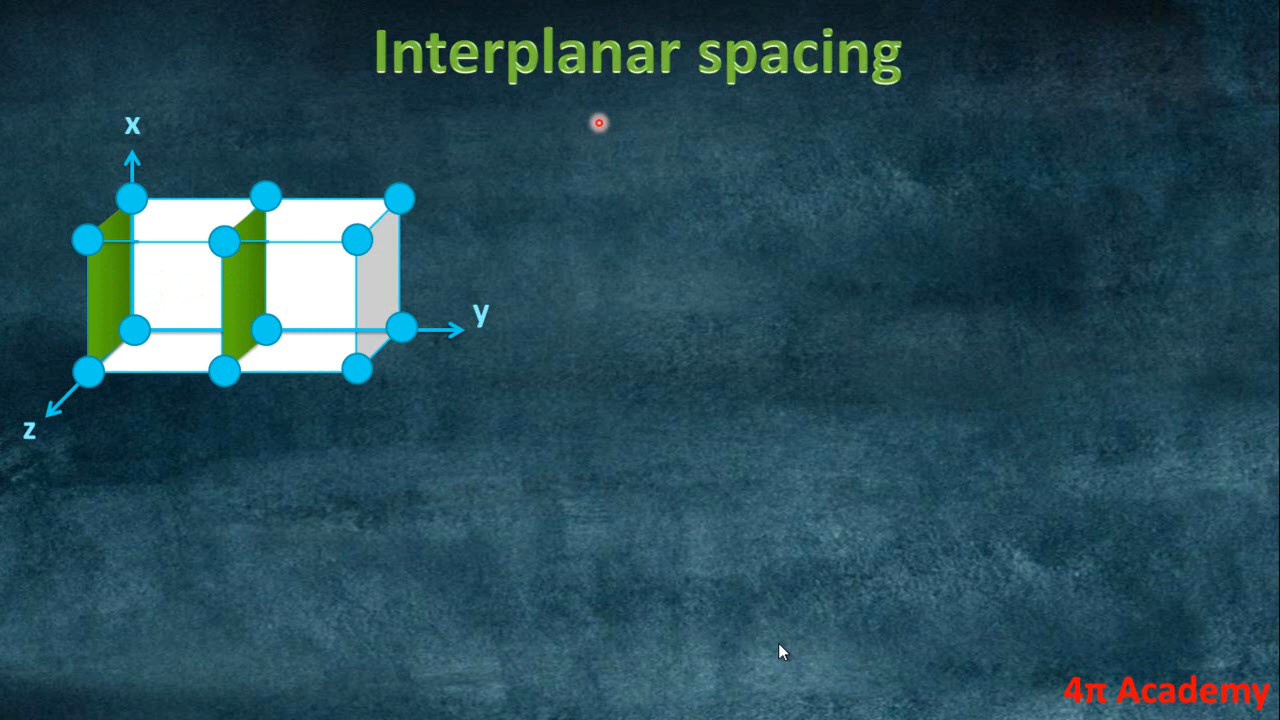 Interplanar spacing
x
y
z
4π Academy